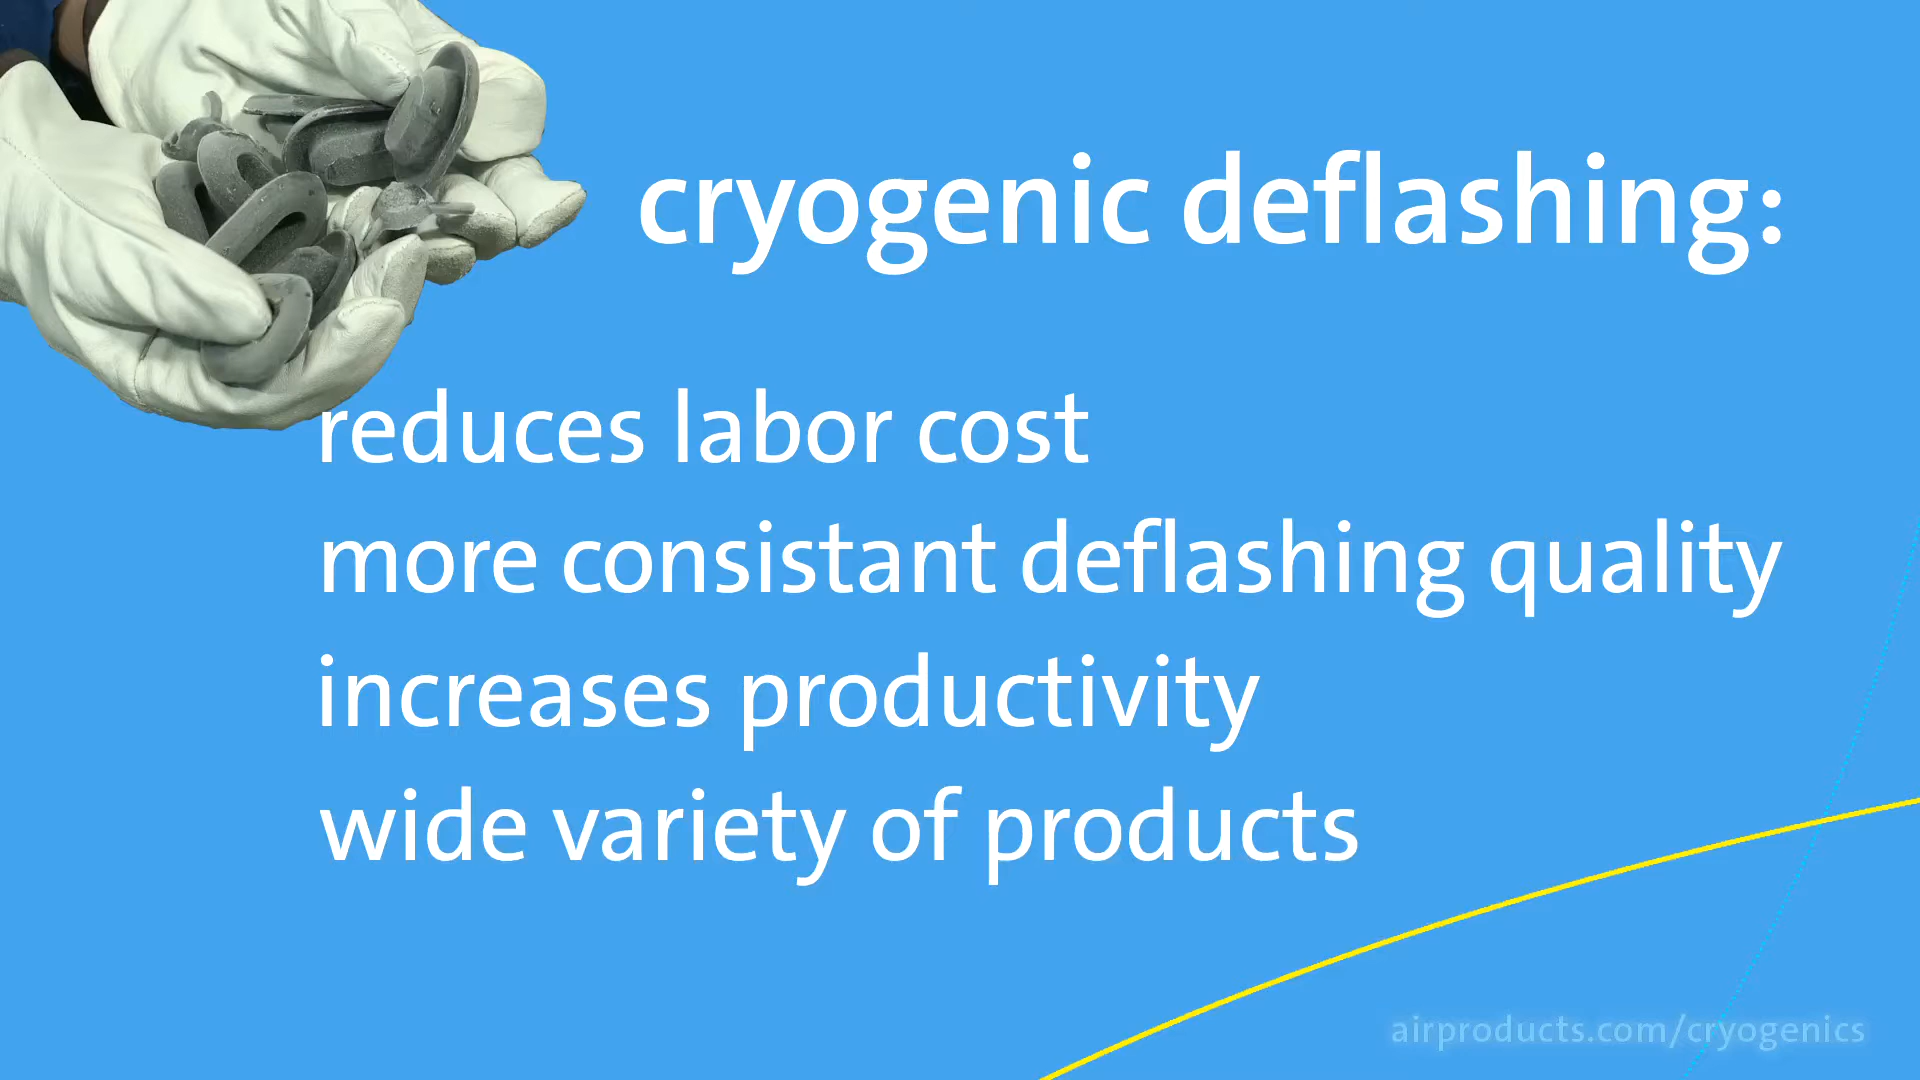 cryogenic deflashing:
reduces labor cost
more consistant deflashing quality
increases productivity
wide variety of products
airproducts.com/cryogenics